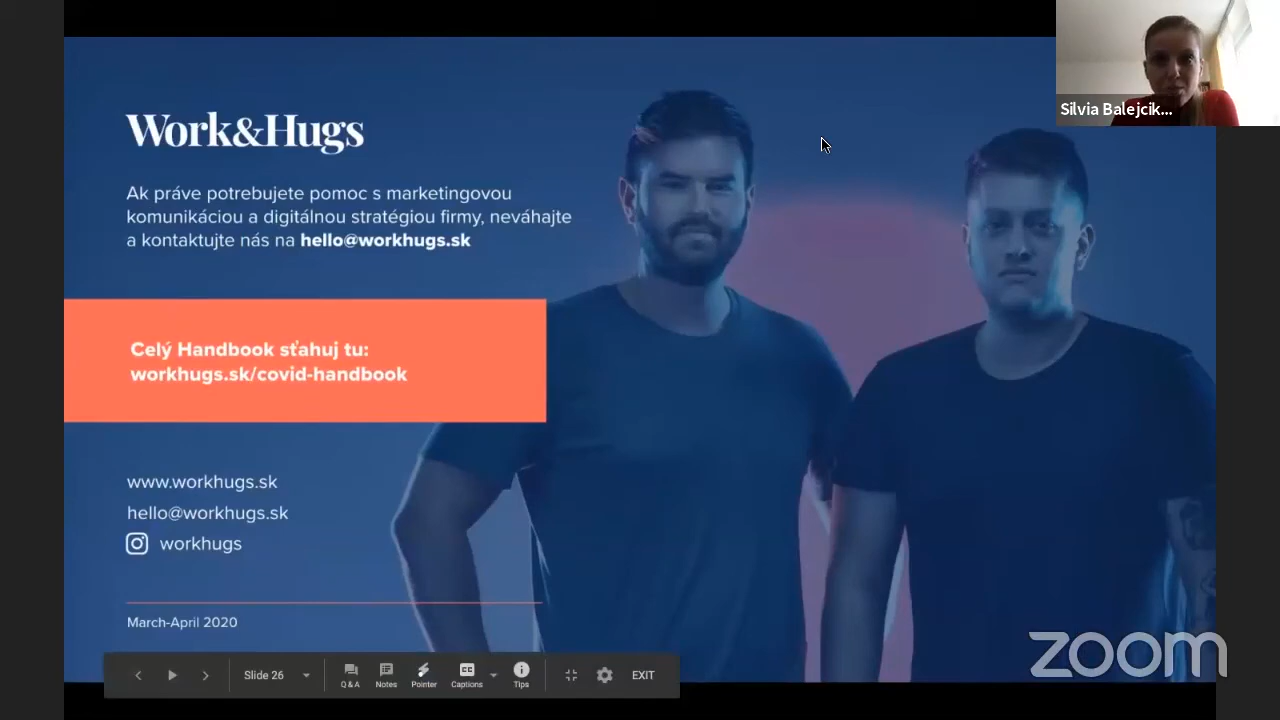 Work&Hugs
Ak práve potrebujete pomoc s marketingovou
komunikáciou a digitálnou stratégiou firmy, neváhajte
a kontaktujte nás na hello@workhugs.sk
Celý Handbook sťahuj tu:
workhugs.sk/covid-handbook
www.workhugs.sk
hello@workhugs.sk
workhugs
March-April 2020
Silvia Balejcik...
Slide 26
Q&A
Notes
Pointer
CC
Captions
Tips
EXIT
zoom